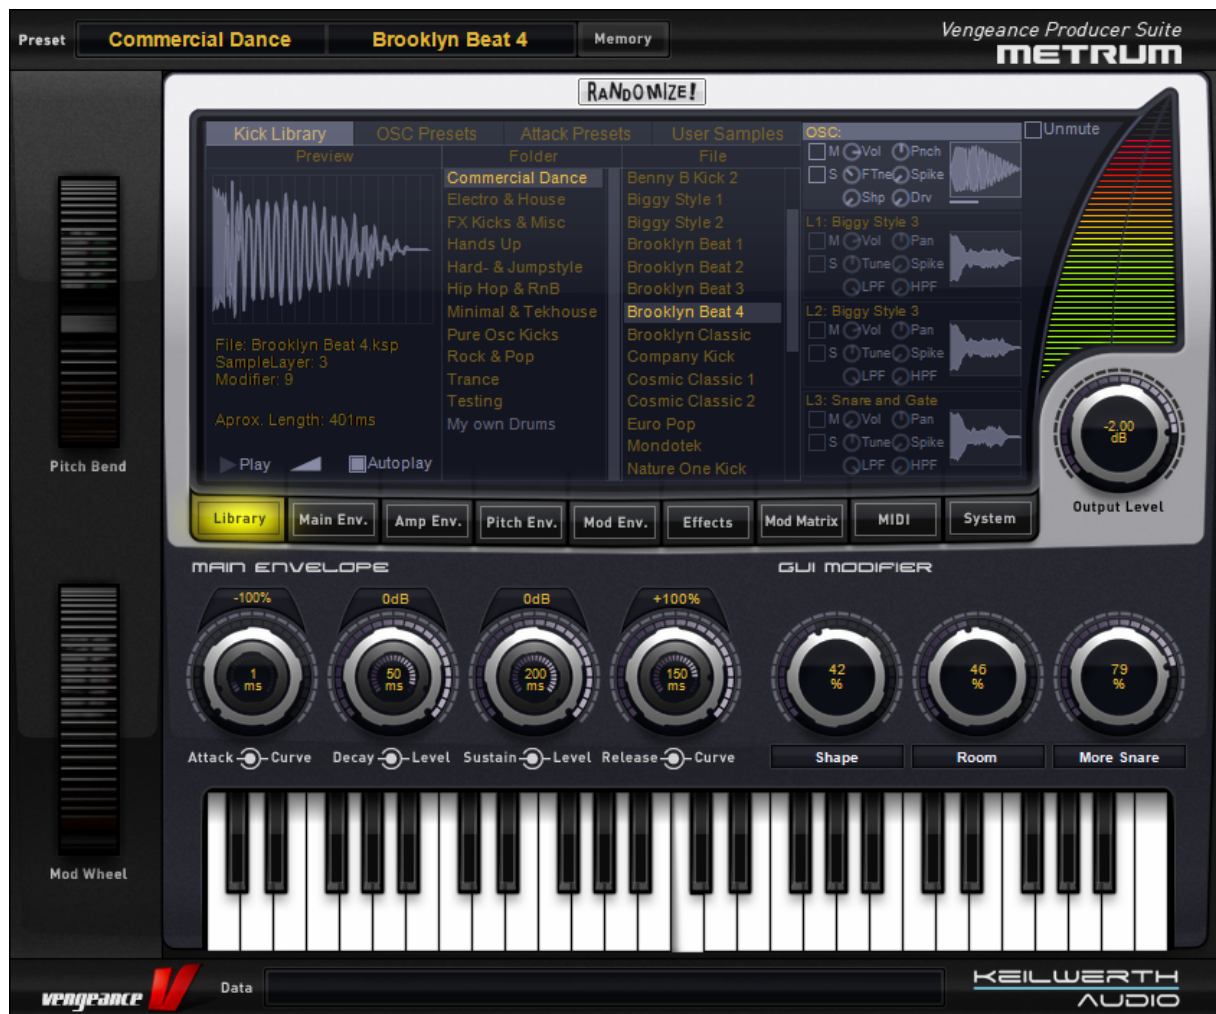 Preset
Commercial Dance
Brooklyn Beat 4
Memory
Vengeance Producer Suite
METRUM
RANDOMIZE!
Kick Library
OSC Presets
Attack Presets
User Samples
Preview
Folder
File
Commercial Dance
Electro & House
FX Kicks & Misc
Hands Up
Hard- & Jumpstyle
Hip Hop & RnB
Minimal & Tekhouse
Pure Osc Kicks
Rock & Pop
Trance
Testing
My own Drums
Benny B Kick 2
Biggy Style 1
Biggy Style 2
Brooklyn Beat 1
Brooklyn Beat 2
Brooklyn Beat 3
Brooklyn Beat 4
Brooklyn Classic
Company Kick
Cosmic Classic 1
Cosmic Classic 2
Euro Pop
Mondotek
Nature One Kick
File: Brooklyn Beat 4.ksp
SampleLayer: 3
Modifier: 9
Aprox. Length: 401ms
Play
Autoplay
OSC:
Unmute
M Vol Pnch
S FTne Spike
Shp Drv
L1: Biggy Style 3
M Vol Pan
S Tune Spike
LPF HPF
L2: Biggy Style 3
M Vol Pan
S Tune Spike
LPF HPF
L3: Snare and Gate
M Vol Pan
S Tune Spike
LPF HPF
-2.00
dB
Output Level
Pitch Bend
Library
Main Env.
Amp Env.
Pitch Env.
Mod Env.
Effects
Mod Matrix
MIDI
System
MAIN ENVELOPE
GUI MODIFIER
-100%
0dB
0dB
+100%
1
ms
50
ms
200
ms
150
ms
42
%
46
%
79
%
Attack Curve
Decay Level
Sustain Level
Release Curve
Shape
Room
More Snare
Mod Wheel
vengeance
Data
KEILWERTH
AUDIO